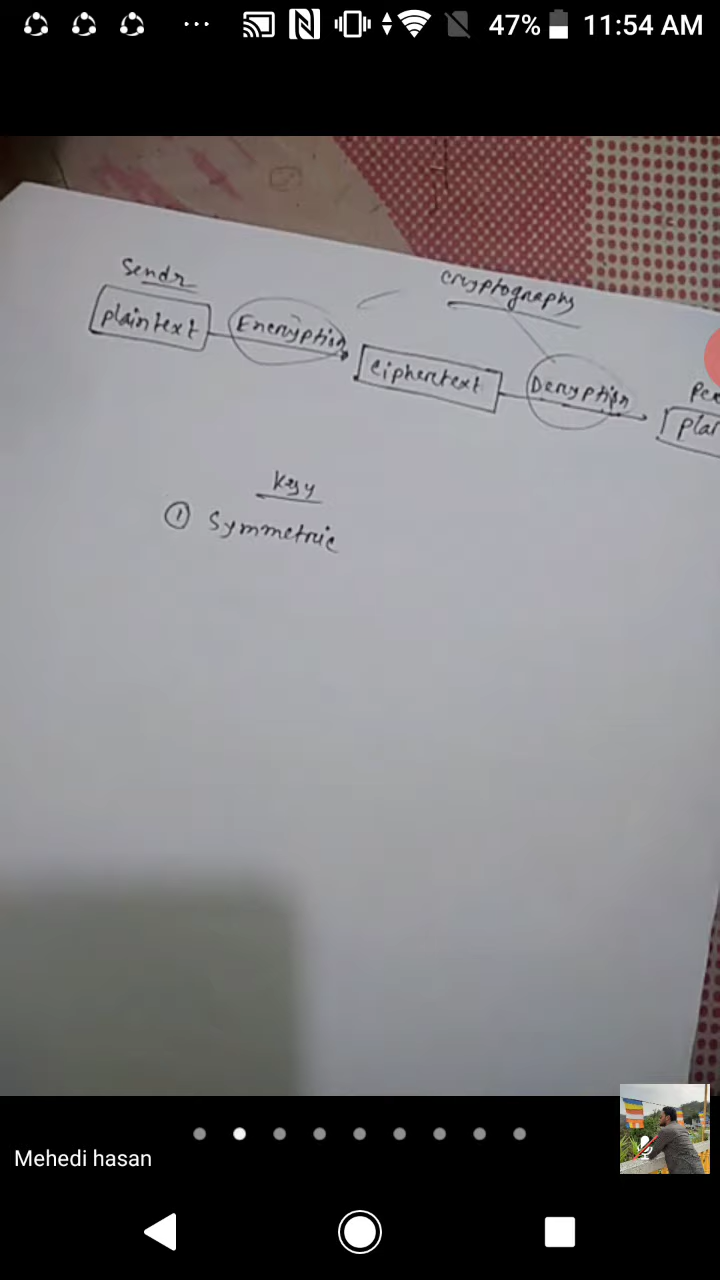 47% 11:54 AM
Sendr
Cryptography
plaintext
Encryption
Ciphertext
Decryption
Key
① Symmetric
Mehedi hasan